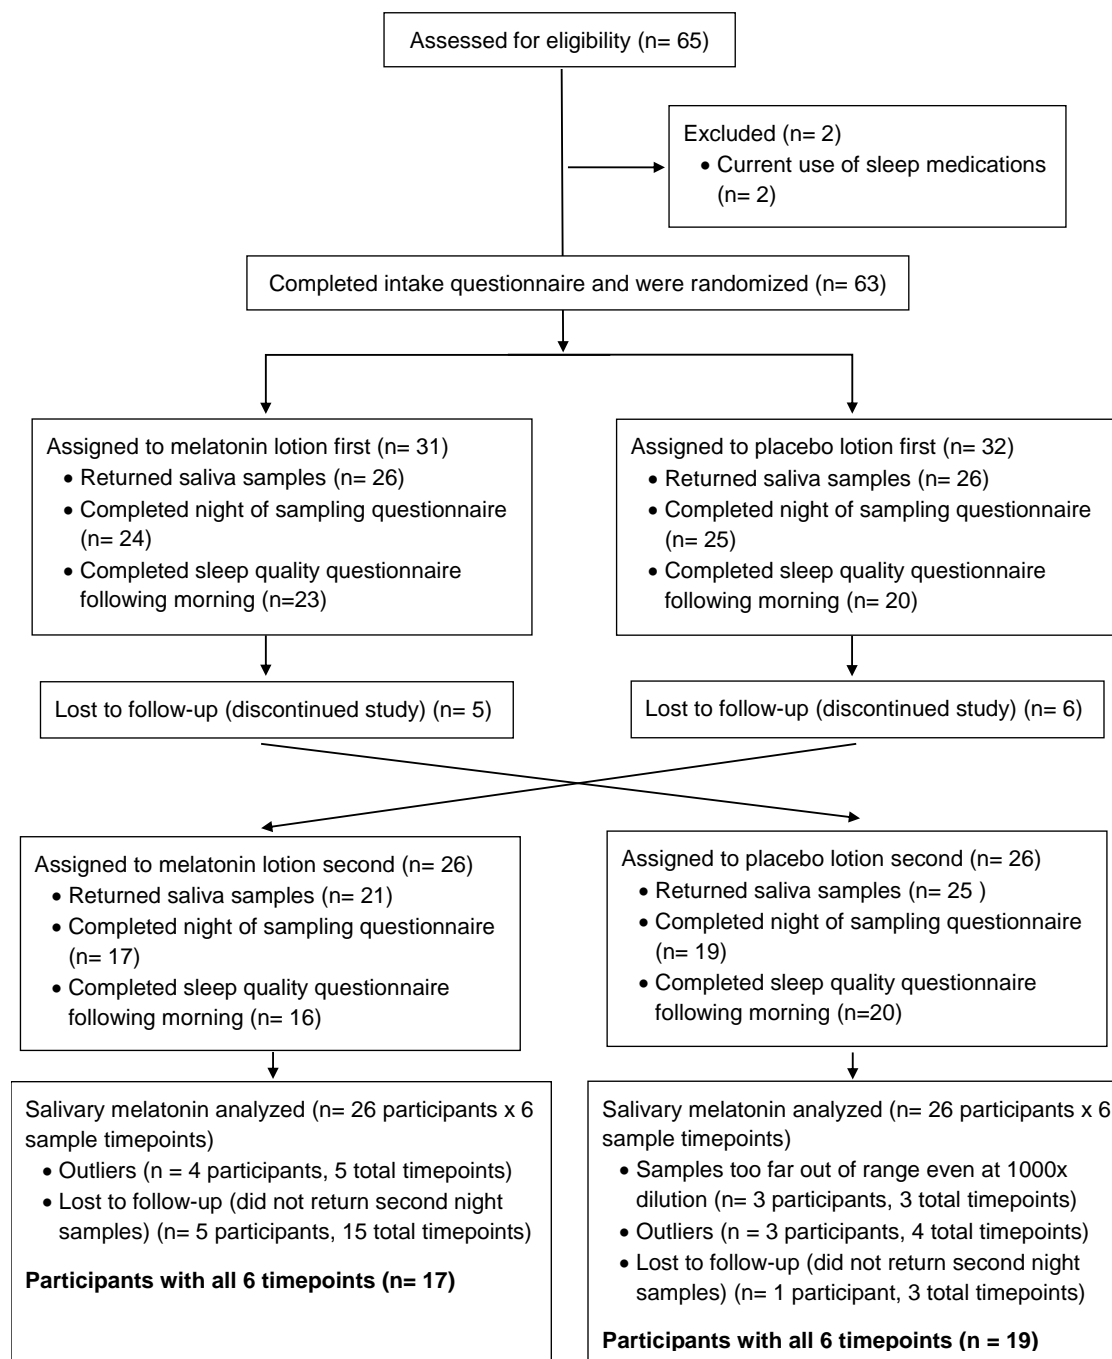 Assessed for eligibility (n= 65)
Excluded (n= 2)
• Current use of sleep medications
(n= 2)
Completed intake questionnaire and were randomized (n= 63)
Assigned to melatonin lotion first (n= 31)
• Returned saliva samples (n= 26)
• Completed night of sampling questionnaire
(n= 24)
• Completed sleep quality questionnaire
following morning (n=23)
Assigned to placebo lotion first (n= 32)
• Returned saliva samples (n= 26)
• Completed night of sampling questionnaire
(n= 25)
• Completed sleep quality questionnaire
following morning (n= 20)
Lost to follow-up (discontinued study) (n= 5)
Lost to follow-up (discontinued study) (n= 6)
Assigned to melatonin lotion second (n= 26)
• Returned saliva samples (n= 21)
• Completed night of sampling questionnaire
(n= 17)
• Completed sleep quality questionnaire
following morning (n= 16)
Assigned to placebo lotion second (n= 26)
• Returned saliva samples (n= 25 )
• Completed night of sampling questionnaire
(n= 19)
• Completed sleep quality questionnaire
following morning (n=20)
Salivary melatonin analyzed (n= 26 participants x 6
sample timepoints)
• Outliers (n = 4 participants, 5 total timepoints)
• Lost to follow-up (did not return second night
samples) (n= 5 participants, 15 total timepoints)
Participants with all 6 timepoints (n= 17)
Salivary melatonin analyzed (n= 26 participants x 6
sample timepoints)
• Samples too far out of range even at 1000x
dilution (n= 3 participants, 3 total timepoints)
• Outliers (n = 3 participants, 4 total timepoints)
• Lost to follow-up (did not return second night
samples) (n= 1 participant, 3 total timepoints)
Participants with all 6 timepoints (n = 19)